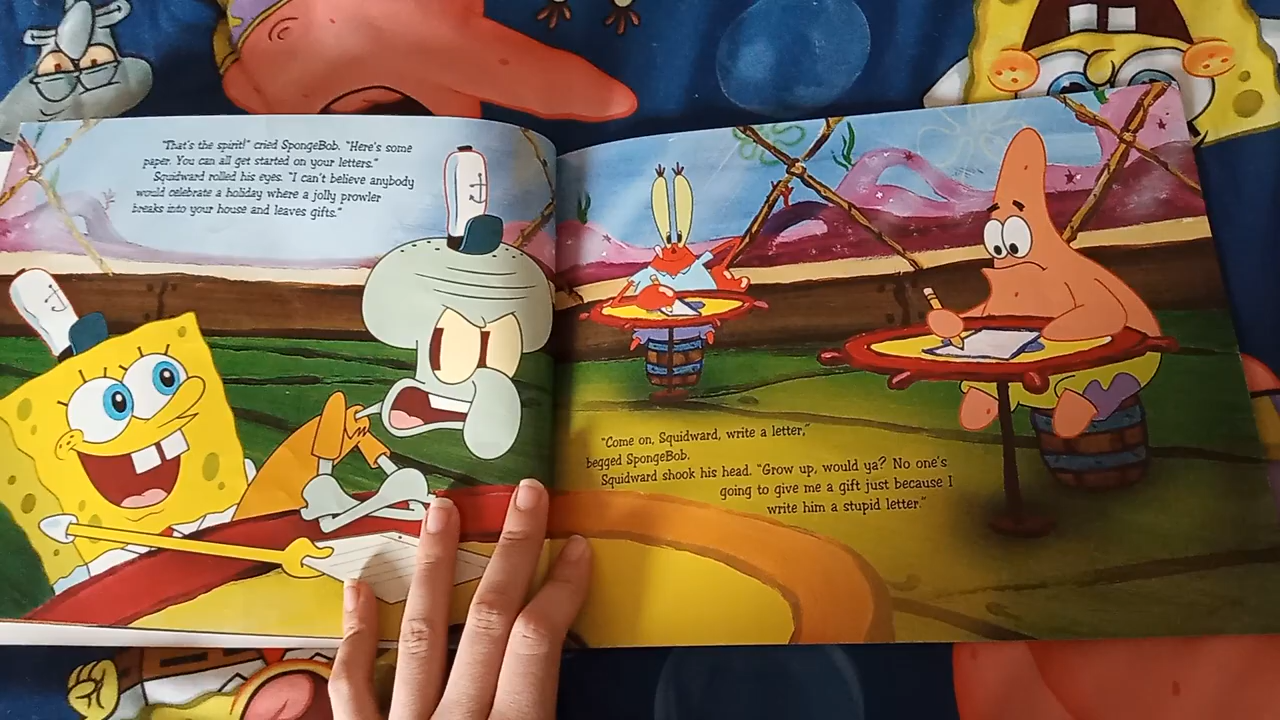 "That's the spirit!" cried SpongeBob. "Here's some
paper. You can all get started on your letters."
Squidward rolled his eyes. "I can't believe anybody
would celebrate a holiday where a jolly prowler
breaks into your house and leaves gifts."
"Come on, Squidward, write a letter,"
begged SpongeBob.
Squidward shook his head. "Grow up, would ya? No one's
going to give me a gift just because I
write him a stupid letter."